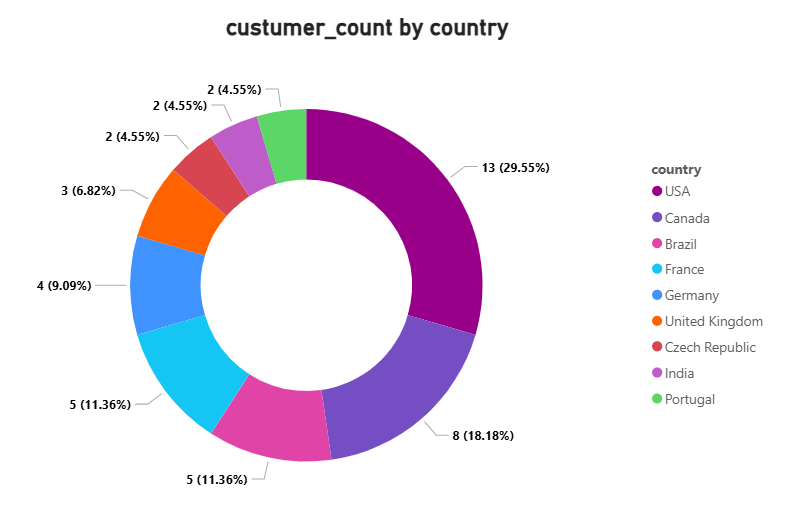 custumer_count by country
2 (4.55%)
2 (4.55%)
2 (4.55%)
3 (6.82%)
4 (9.09%)
5 (11.36%)
5 (11.36%)
8 (18.18%)
13 (29.55%)
country
USA
Canada
Brazil
France
Germany
United Kingdom
Czech Republic
India
Portugal